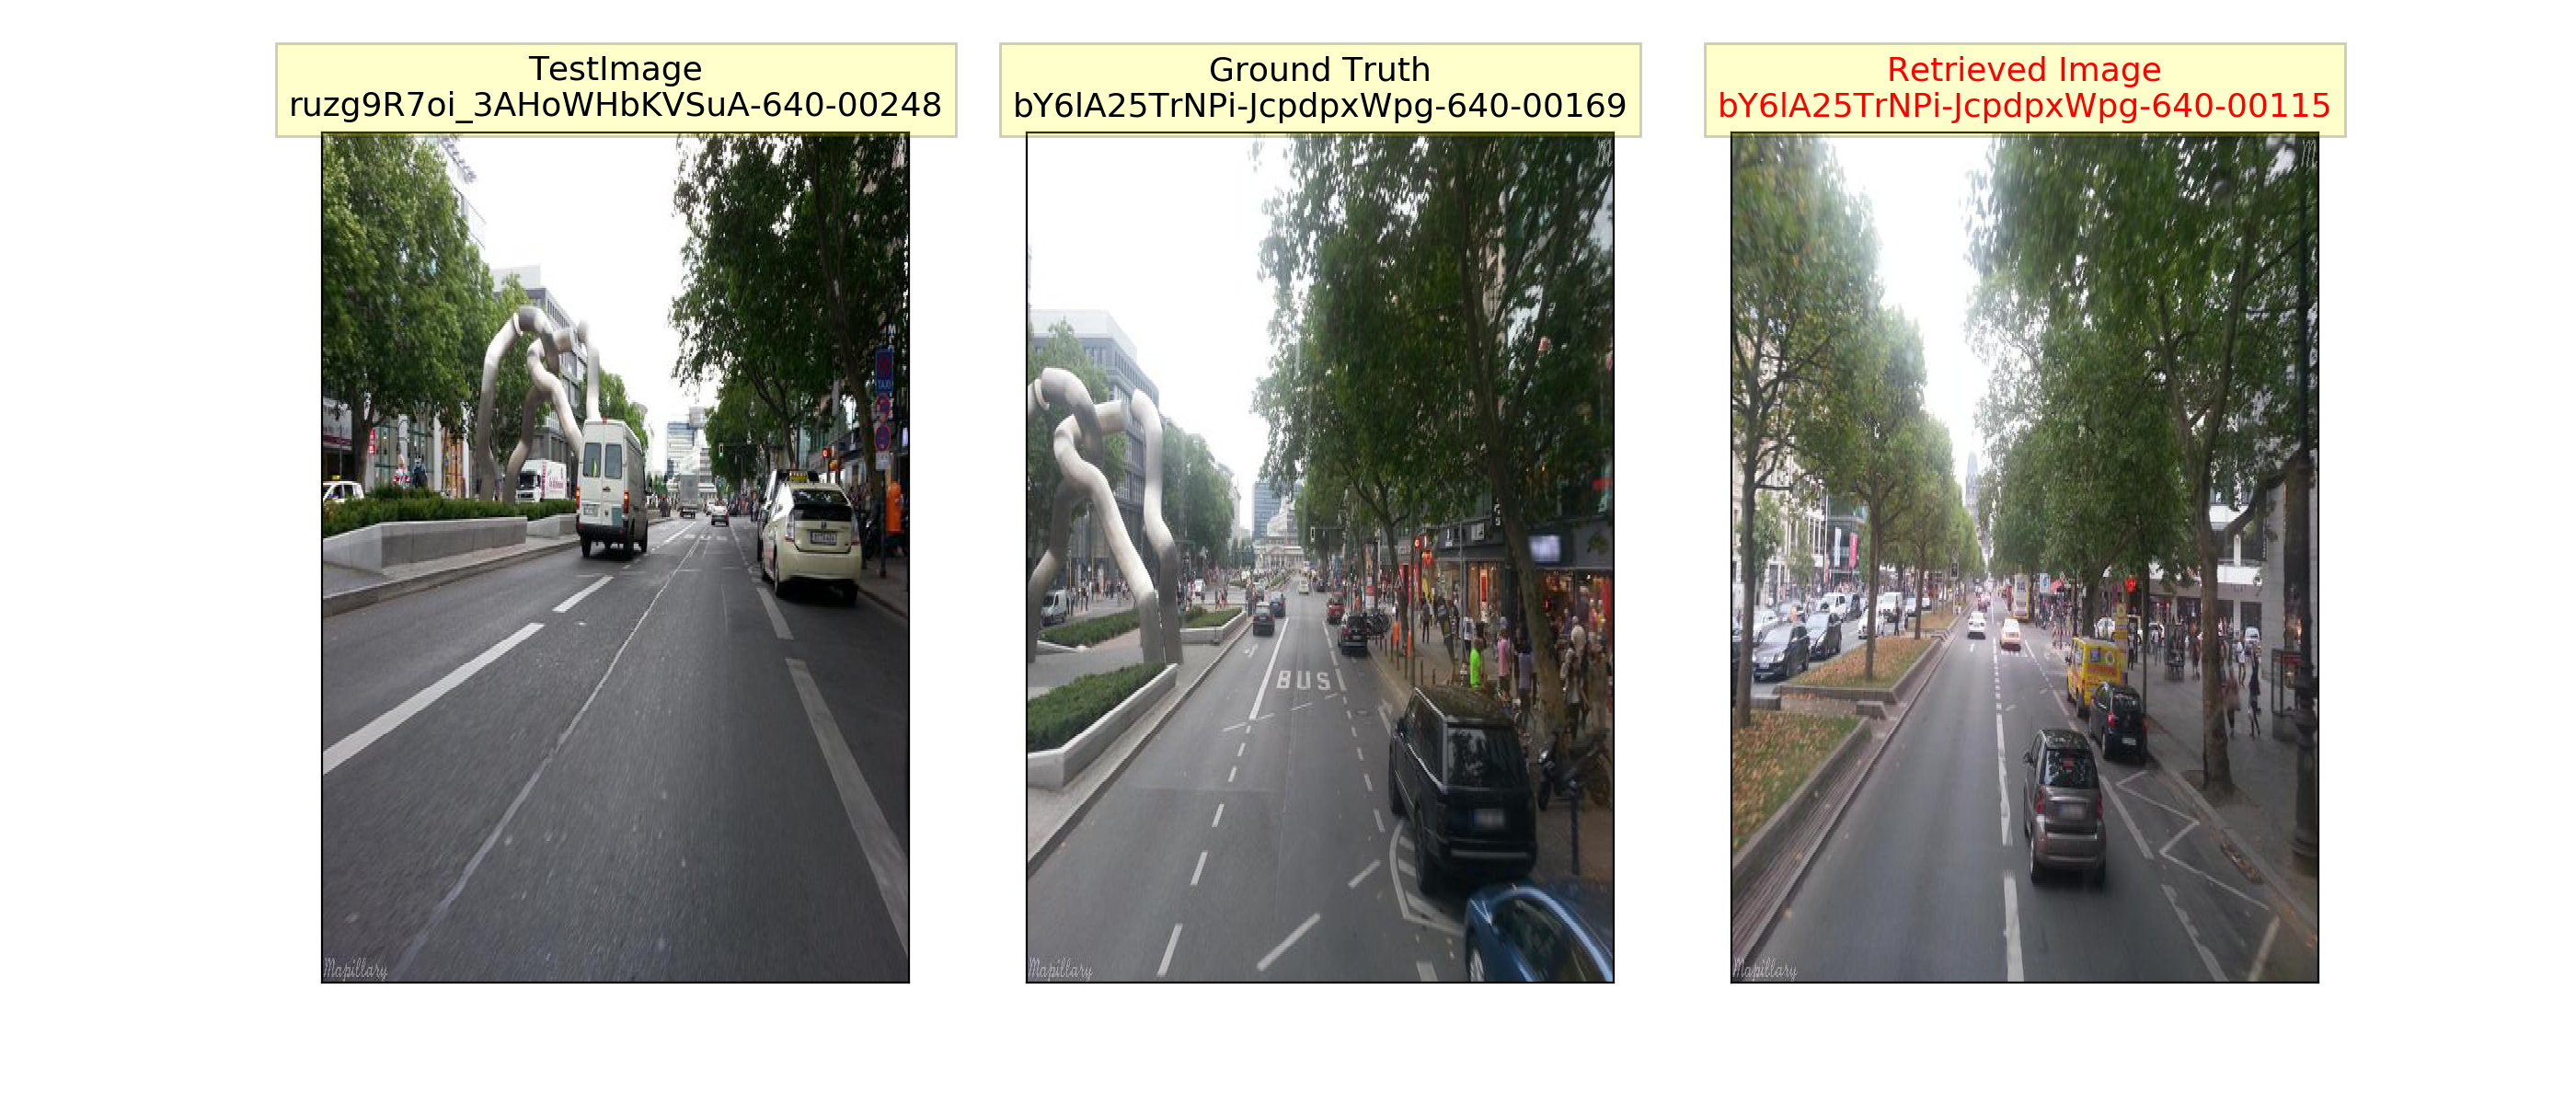 TestImage
ruzg9R7oi_3AHoWHbKVSuA-640-00248
Ground Truth
bY6lA25TrNPi-JcpdpxWpg-640-00169
Retrieved Image
bY6lA25TrNPi-JcpdpxWpg-640-00115
TAXI
BUS
Mapillary
Mapillary
Mapillary